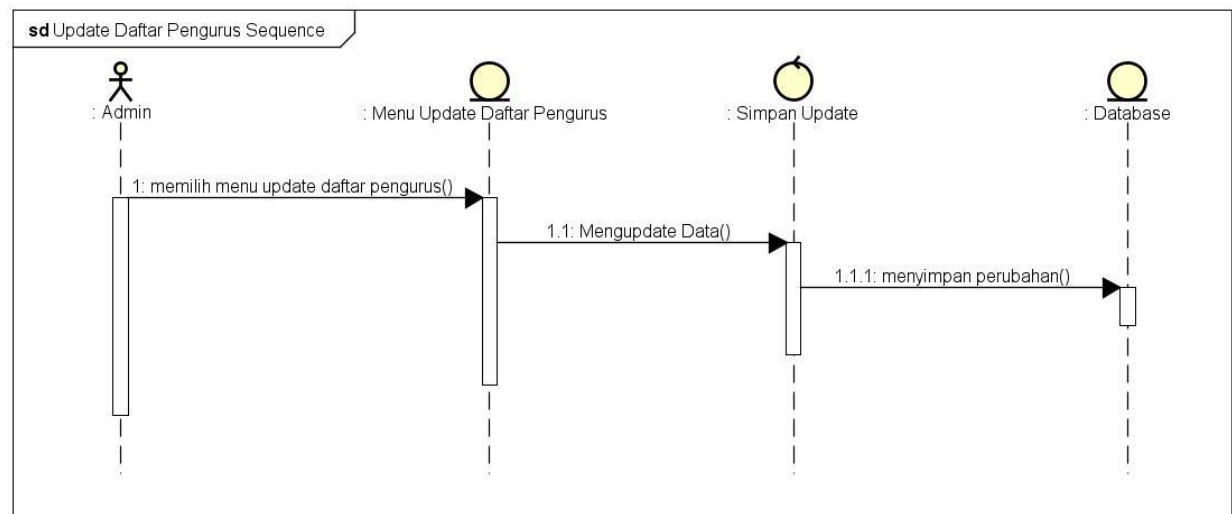 sd Update Daftar Pengurus Sequence
: Admin
: Menu Update Daftar Pengurus
: Simpan Update
: Database
1: memilih menu update daftar pengurus()
1.1: Mengupdate Data()
1.1.1: menyimpan perubahan()